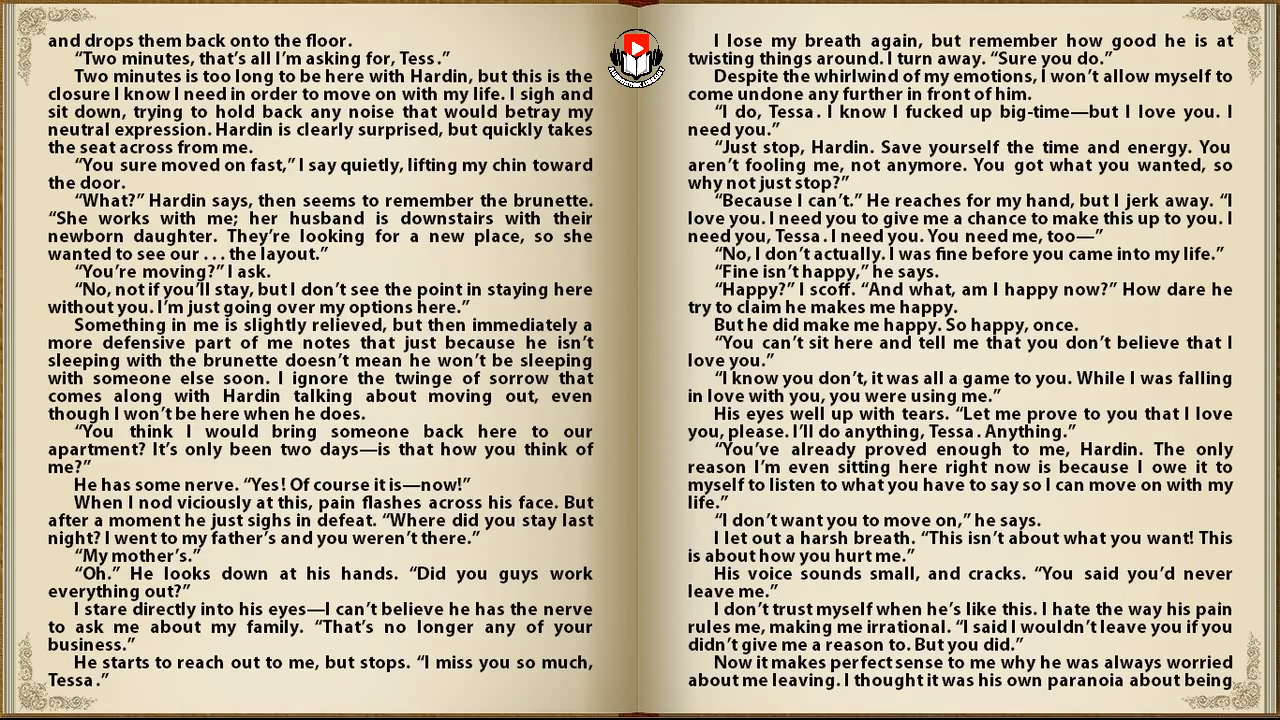 and drops them back onto the floor.
“Two minutes, that’s all I’m asking for, Tess.”
Two minutes is too long to be here with Hardin, but this is the
closure I know I need in order to move on with my life. I sigh and
sit down, trying to hold back any noise that would betray my
neutral expression. Hardin is clearly surprised, but quickly takes
the seat across from me.
“You sure moved on fast,” I say quietly, lifting my chin toward
the door.
“What?” Hardin says, then seems to remember the brunette.
“She works with me; her husband is downstairs with their
newborn daughter. They’re looking for a new place, so she
wanted to see our . . . the layout.”
“You’re moving?” I ask.
“No, not if you’ll stay, but I don’t see the point in staying here
without you. I’m just going over my options here.”
Something in me is slightly relieved, but then immediately a
more defensive part of me notes that just because he isn’t
sleeping with the brunette doesn’t mean he won’t be sleeping
with someone else soon. I ignore the twinge of sorrow that
comes along with Hardin talking about moving out, even
though I won’t be here when he does.
“You think I would bring someone back here to our
apartment? It’s only been two days—is that how you think of
me?”
He has some nerve. “Yes! Of course it is—now!”
When I nod viciously at this, pain flashes across his face. But
after a moment he just sighs in defeat. “Where did you stay last
night? I went to my father’s and you weren’t there.”
“My mother’s.”
“Oh.” He looks down at his hands. “Did you guys work
everything out?”
I stare directly into his eyes—I can’t believe he has the nerve
to ask me about my family. “That’s no longer any of your
business.”
He starts to reach out to me, but stops. “I miss you so much,
Tessa.”
I lose my breath again, but remember how good he is at
twisting things around. I turn away. “Sure you do.”
Despite the whirlwind of my emotions, I won’t allow myself to
come undone any further in front of him.
“I do, Tessa. I know I fucked up big-time—but I love you. I
need you.”
“Just stop, Hardin. Save yourself the time and energy. You
aren’t fooling me, not anymore. You got what you wanted, so
why not just stop?”
“Because I can’t.” He reaches for my hand, but I jerk away. “I
love you. I need you to give me a chance to make this up to you. I
need you, Tessa. I need you. You need me, too—”
“No, I don’t actually. I was fine before you came into my life.”
“Fine isn’t happy,” he says.
“Happy?” I scoff. “And what, am I happy now?” How dare he
try to claim he makes me happy.
But he did make me happy. So happy, once.
“You can’t sit here and tell me that you don’t believe that I
love you.”
“I know you don’t, it was all a game to you. While I was falling
in love with you, you were using me.”
His eyes well up with tears. “Let me prove to you that I love
you, please. I’ll do anything, Tessa. Anything.”
“You’ve already proved enough to me, Hardin. The only
reason I’m even sitting here right now is because I owe it to
myself to listen to what you have to say so I can move on with my
life.”
“I don’t want you to move on,” he says.
I let out a harsh breath. “This isn’t about what you want! This
is about how you hurt me.”
His voice sounds small, and cracks. “You said you’d never
leave me.”
I don’t trust myself when he’s like this. I hate the way his pain
rules me, making me irrational. “I said I wouldn’t leave you if you
didn’t give me a reason to. But you did.”
Now it makes perfect sense to me why he was always worried
about me leaving. I thought it was his own paranoia about being